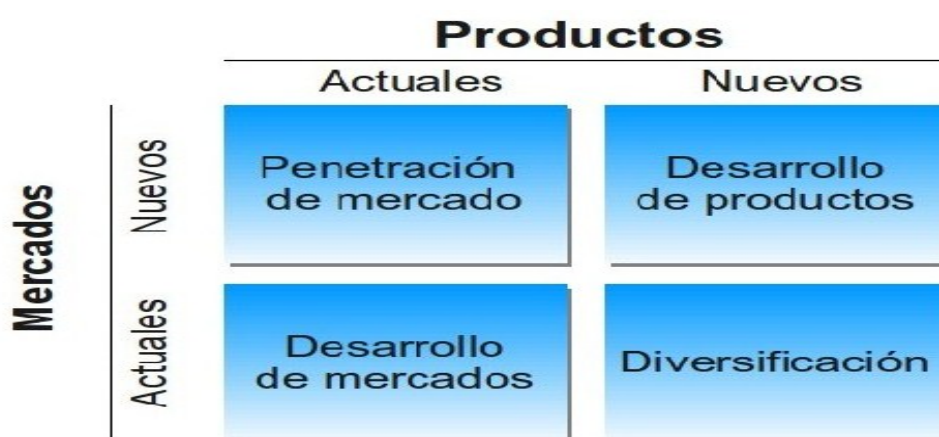 Productos
Actuales
Nuevos
Mercados
Nuevos
Penetración
de mercado
Desarrollo
de productos
Actuales
Desarrollo
de mercados
Diversificación